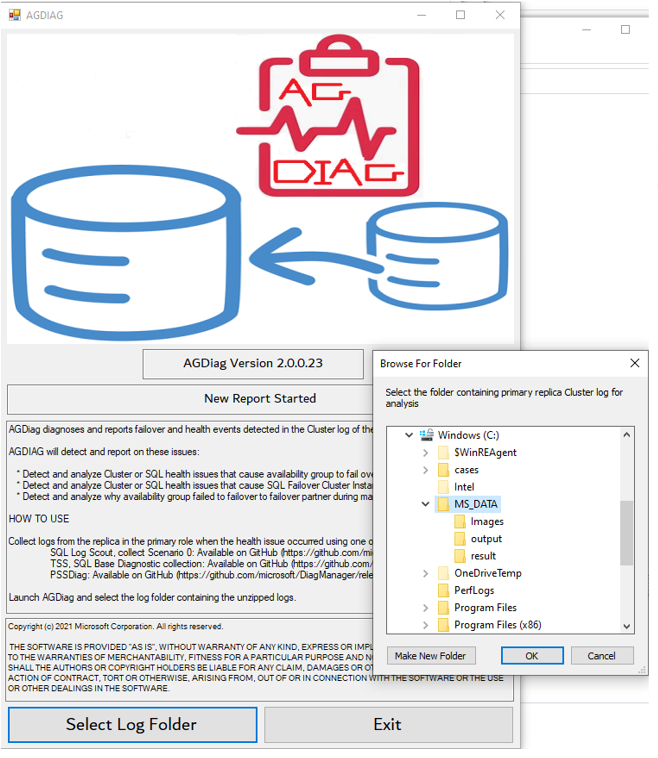 AGDIAG
AG
DIAG
AGDiag Version 2.0.0.23
New Report Started
AGDiag diagnoses and reports failover and health events detected in the Cluster log of the
AGDiag will detect and report on these issues:
* Detect and analyze Cluster or SQL health issues that cause availability group to fail ove
* Detect and analyze Cluster or SQL health issues that cause SQL Failover Cluster Insta
* Detect and analyze why availability group failed to failover to failover partner during ma
HOW TO USE
Collect logs from the replica in the primary role when the health issue occurred using one o
SQL Log Scout, collect Scenario 0: Available on GitHub (https://github.com/mi
TSS, SQL Base Diagnostic collection: Available on GitHub (https://github.com/
PSSDiag: Available on GitHub (https://github.com/microsoft/DiagManager/rele
Launch AGDiag and select the log folder containing the unzipped logs.
Copyright (c) 2021 Microsoft Corporation. All rights reserved.
THE SOFTWARE IS PROVIDED "AS IS", WITHOUT WARRANTY OF ANY KIND, EXPRESS OR IMPL
TO THE WARRANTIES OF MERCHANTABILITY, FITNESS FOR A PARTICULAR PURPOSE AND NO
SHALL THE AUTHORS OR COPYRIGHT HOLDERS BE LIABLE FOR ANY CLAIM, DAMAGES OR OT
ACTION OF CONTRACT, TORT OR OTHERWISE, ARISING FROM, OUT OF OR IN CONNECTION WITH THE SOFTWARE OR THE USE
OR OTHER DEALINGS IN THE SOFTWARE.
Select Log Folder
Exit
Browse For Folder
Select the folder containing primary replica Cluster log for
analysis
Windows (C:)
$WinREAgent
cases
Intel
MS_DATA
Images
output
result
OneDriveTemp
PerfLogs
Program Files
Program Files (x86)
Make New Folder
OK
Cancel